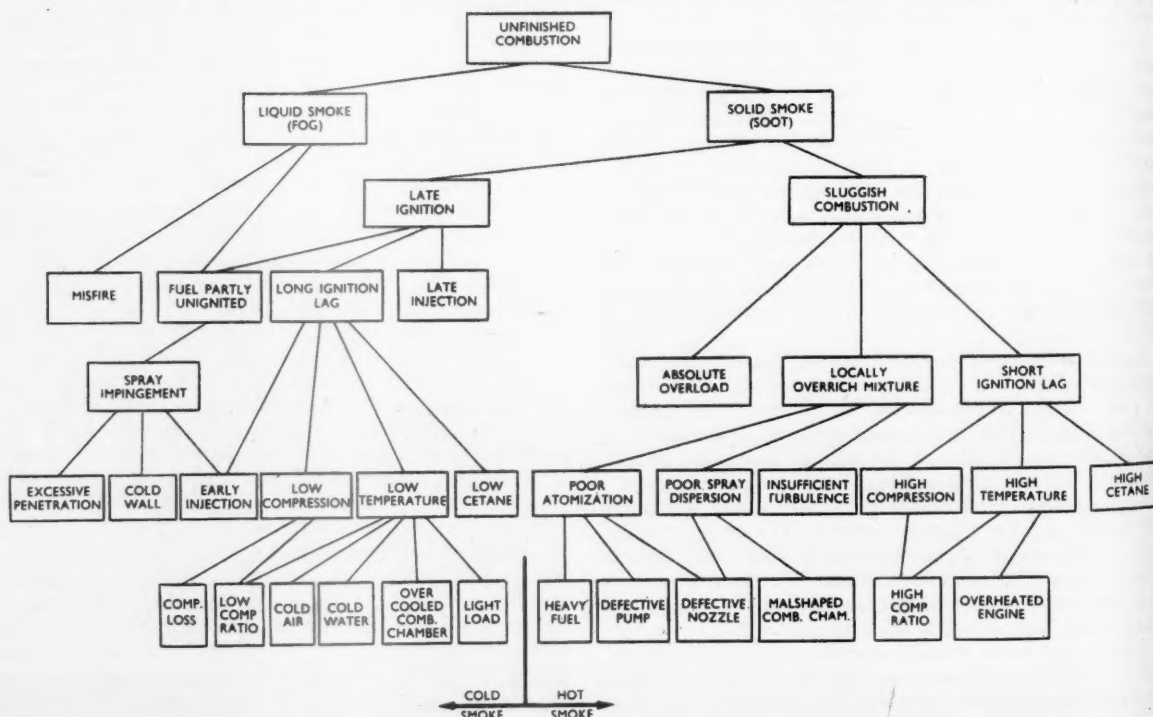 UNFINISHED
COMBUSTION
LIQUID SMOKE
(FOG)
SOLID SMOKE
(SOOT)
LATE
IGNITION
SLUGGISH
COMBUSTION
MISFIRE
FUEL PARTLY
UNIGNITED
LONG IGNITION
LAG
LATE
INJECTION
SPRAY
IMPINGEMENT
ABSOLUTE
OVERLOAD
LOCALLY
OVERRICH MIXTURE
SHORT
IGNITION LAG
EXCESSIVE
PENETRATION
COLD
WALL
EARLY
INJECTION
LOW
COMPRESSION
LOW
TEMPERATURE
LOW
CETANE
POOR
ATOMIZATION
POOR SPRAY
DISPERSION
INSUFFICIENT
TURBULENCE
HIGH
COMPRESSION
HIGH
TEMPERATURE
HIGH
CETANE
COMP.
LOSS
LOW
COMP
RATIO
COLD
AIR
COLD
WATER
OVER
COOLED
COMB.
CHAMBER
LIGHT
LOAD
HEAVY
FUEL
DEFECTIVE
PUMP
DEFECTIVE
NOZZLE
MALSHAPED
COMB. CHAM.
HIGH
COMP
RATIO
OVERHEATED
ENGINE
COLD
SMOKE
HOT
SMOKE